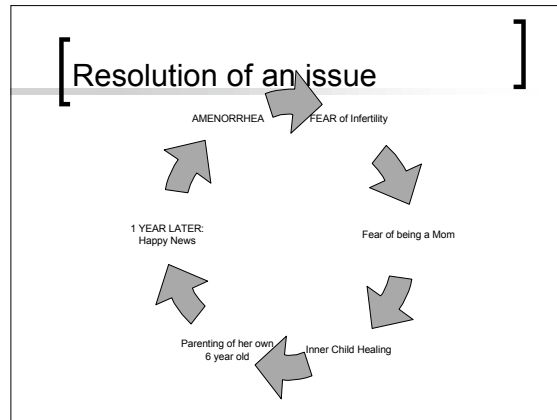 Resolution of an issue
AMENORRHEA
FEAR of Infertility
Fear of being a Mom
Inner Child Healing
Parenting of her own
6 year old
1 YEAR LATER:
Happy News